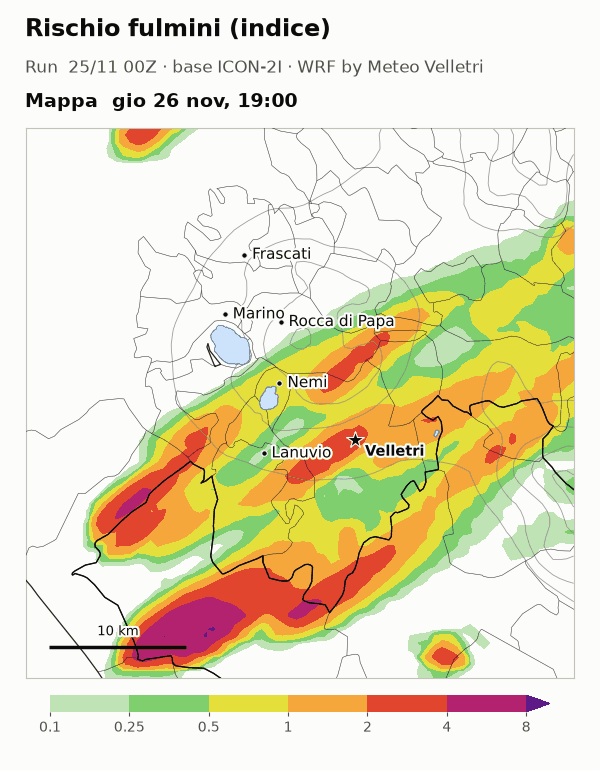 Rischio fulmini (indice)
Run  25/11 00Z · base ICON-2I · WRF by Meteo Velletri
Mappa  gio 26 nov, 19:00
Frascati
Marino
Rocca di Papa
Nemi
Velletri
Lanuvio
10 km
0.1 0.25 0.5 1 2 4 8